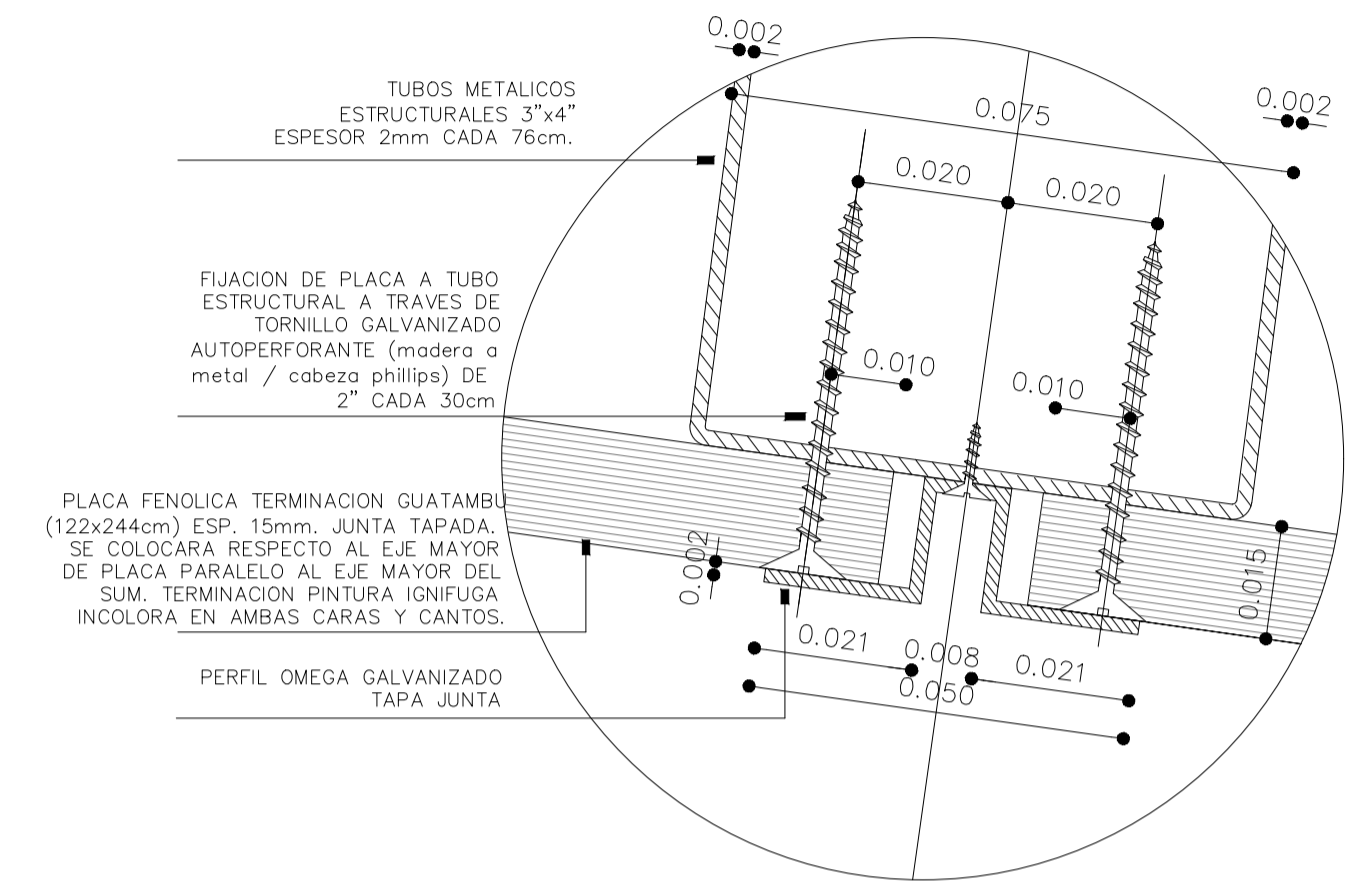 0.002
TUBOS METALICOS
ESTRUCTURALES 3"x4"
ESPESOR 2mm CADA 76cm.
0.075
0.002
0.020
0.020
FIJACION DE PLACA A TUBO
ESTRUCTURAL A TRAVES DE
TORNILLO GALVANIZADO
AUTOPERFORANTE (madera a
metal / cabeza phillips) DE
2" CADA 30cm
0.010
0.010
PLACA FENOLICA TERMINACION GUATAMBU
(122x244cm) ESP. 15mm. JUNTA TAPADA.
SE COLOCARA RESPECTO AL EJE MAYOR
DE PLACA PARALELO AL EJE MAYOR DEL
SUM. TERMINACION PINTURA IGNIFUGA
INCOLORA EN AMBAS CARAS Y CANTOS.
0.002
0.015
PERFIL OMEGA GALVANIZADO
TAPA JUNTA
0.021
0.008
0.021
0.050